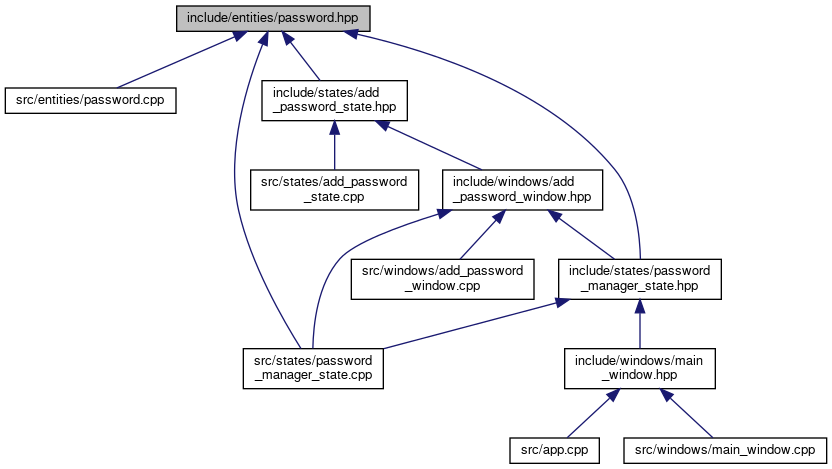 include/entities/password.hpp
src/entities/password.cpp
include/states/add
_password_state.hpp
src/states/add_password
_state.cpp
include/windows/add
_password_window.hpp
src/windows/add_password
_window.cpp
include/states/password
_manager_state.hpp
src/states/password
_manager_state.cpp
include/windows/main
_window.hpp
src/app.cpp
src/windows/main_window.cpp